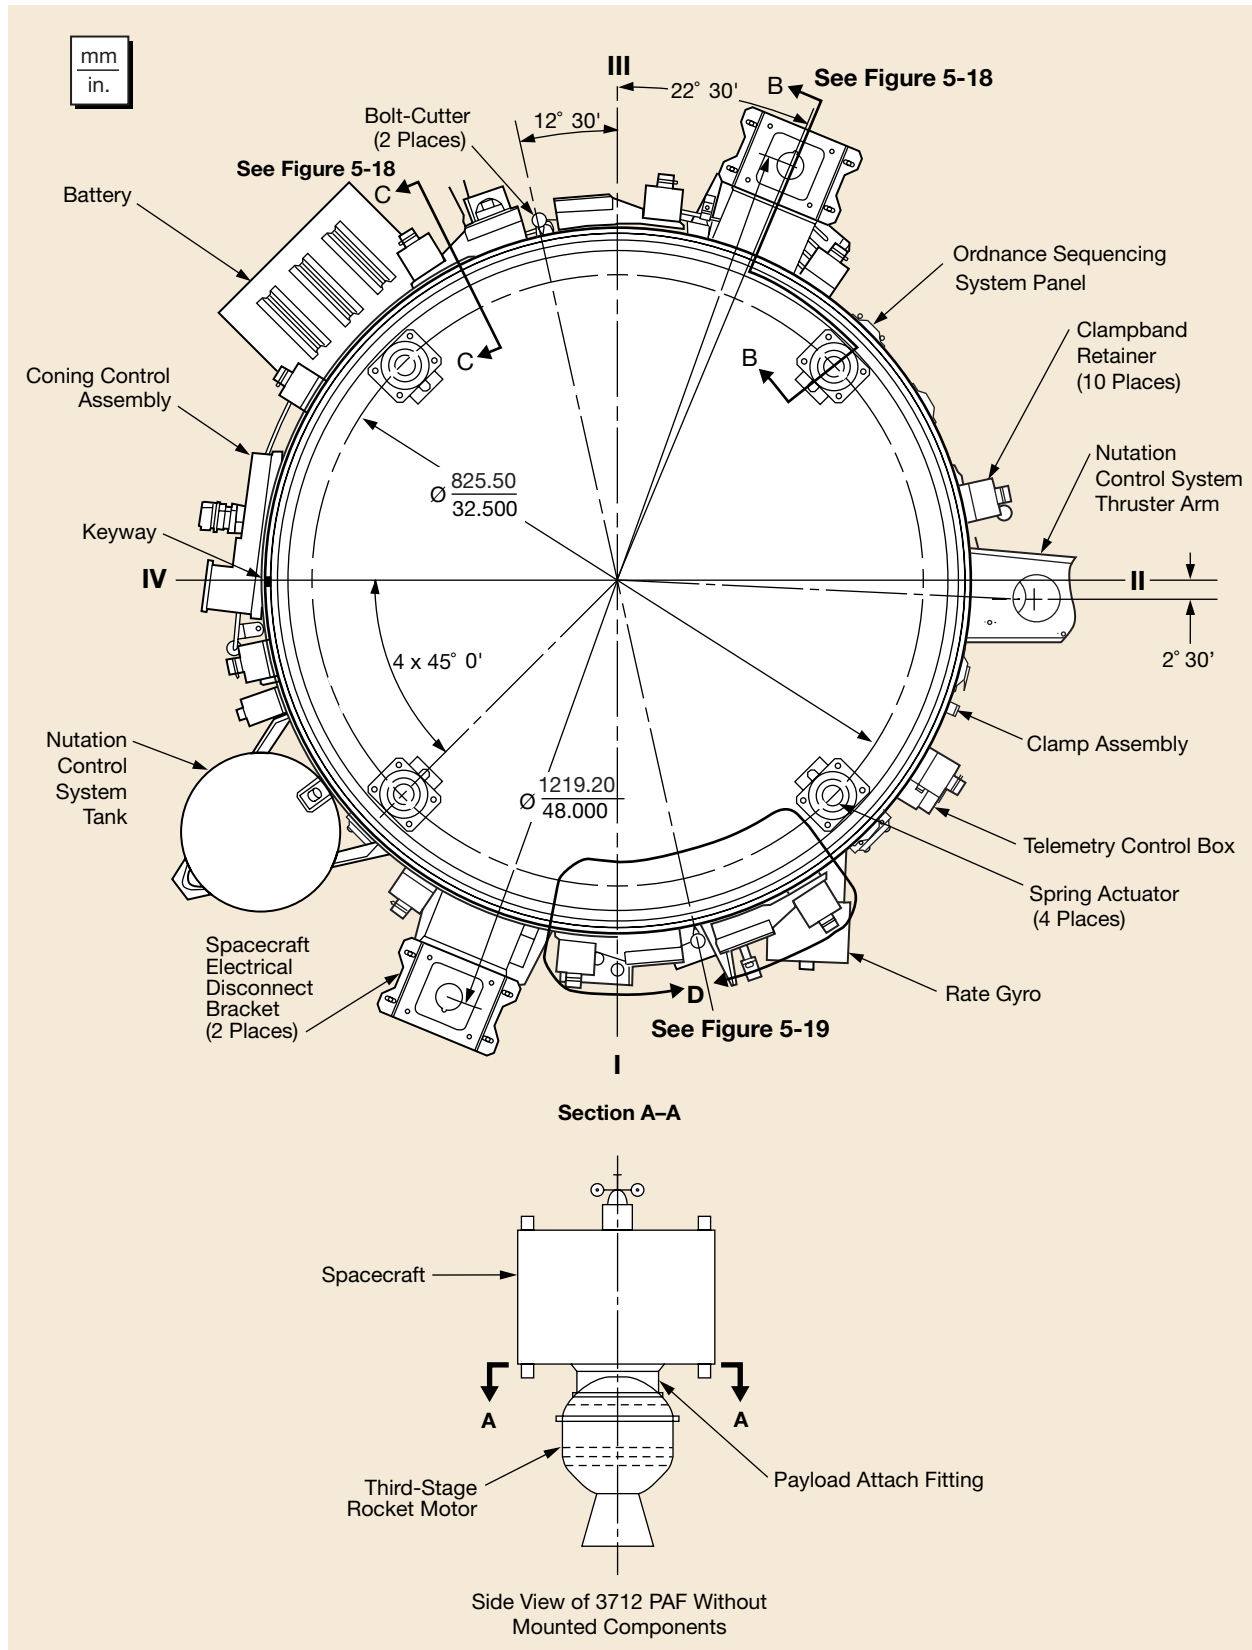 mm
in.
III
22° 30'
B
See Figure 5-18
Bolt-Cutter
(2 Places)
12° 30'
See Figure 5-18
C
Battery
Ordnance Sequencing
System Panel
Clampband
Retainer
(10 Places)
B
C
Coning Control
Assembly
Nutation
Control System
Thruster Arm
Ø 825.50
32.500
Keyway
IV
II
2° 30'
4 x 45° 0'
Nutation
Control
System
Tank
Clamp Assembly
Ø 1219.20
48.000
Telemetry Control Box
Spring Actuator
(4 Places)
Spacecraft
Electrical
Disconnect
Bracket
(2 Places)
D
Rate Gyro
See Figure 5-19
I
Section A–A
Spacecraft
A
A
Third-Stage
Rocket Motor
Payload Attach Fitting
Side View of 3712 PAF Without
Mounted Components